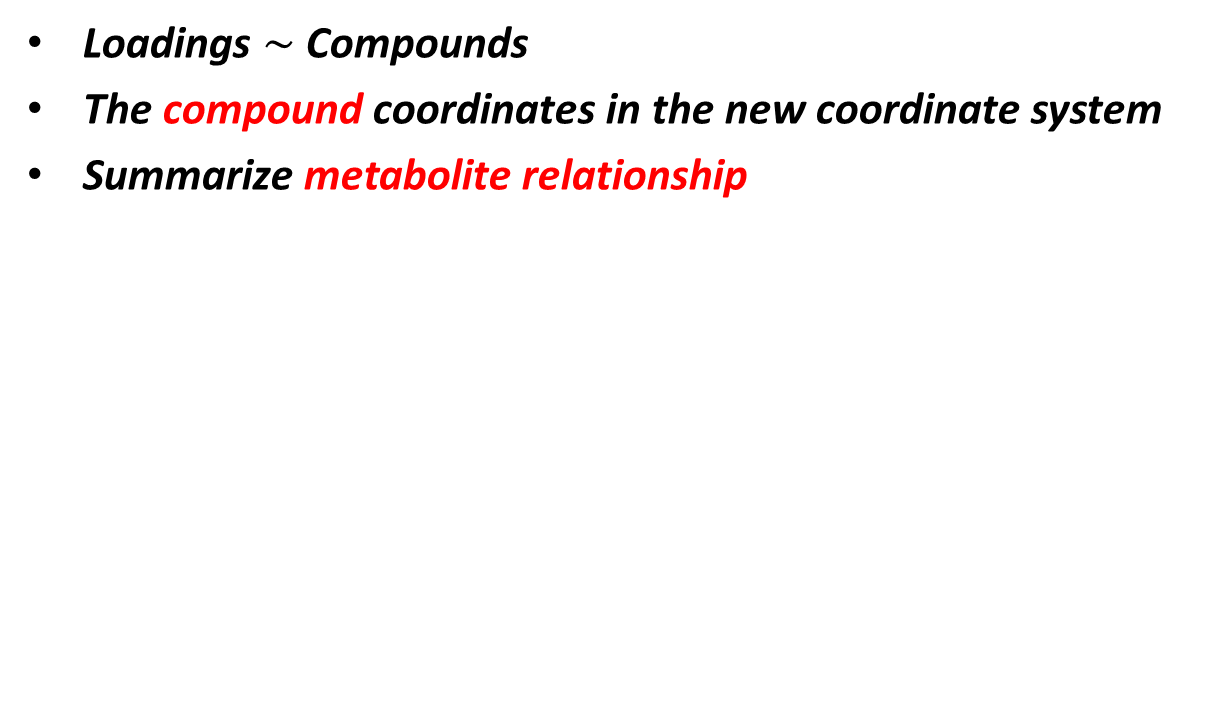 • Loadings ~ Compounds
• The compound coordinates in the new coordinate system
• Summarize metabolite relationship